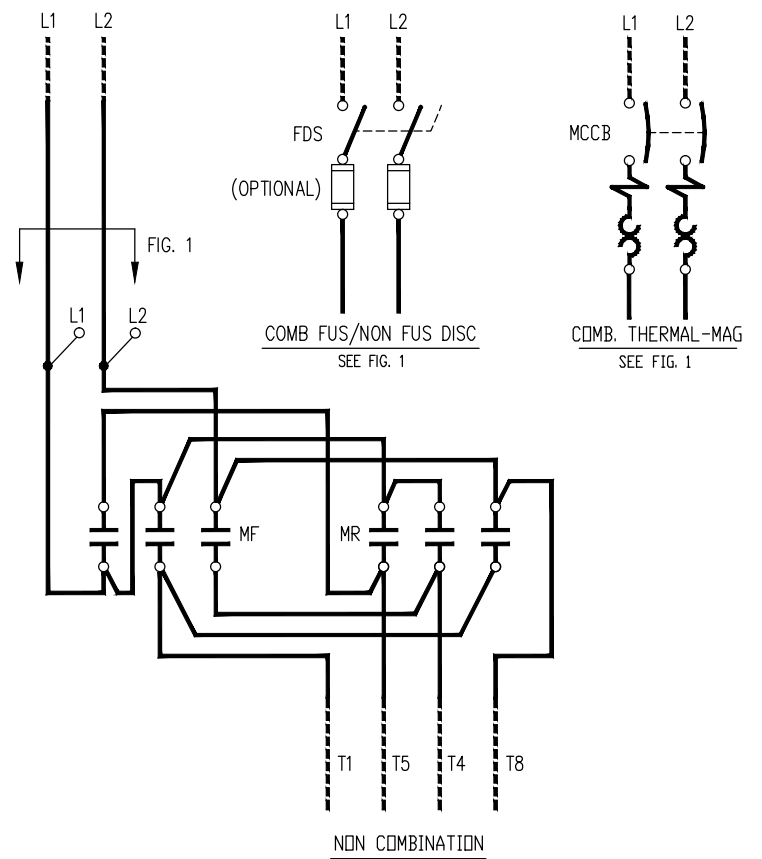 L1 L2
L1 L2
L1 L2
FDS
MCCB
(OPTIONAL)
FIG. 1
L1 L2
COMB FUS/NON FUS DISC
SEE FIG. 1
COMB. THERMAL-MAG
SEE FIG. 1
MF
MR
T1 T5 T4 T8
NON COMBINATION